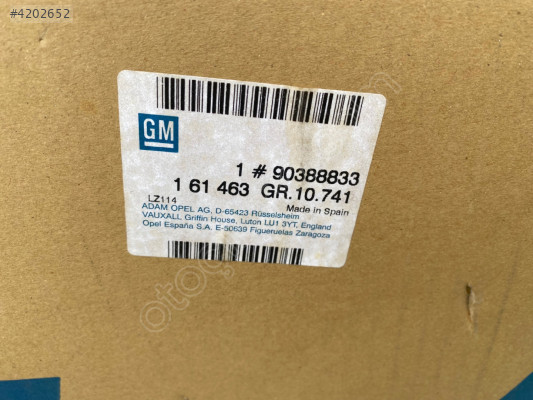 #4202652
GM
1 # 90388833
1 61 463 GR.10.741
LZ114
Made in Spain
ADAM OPEL AG, D-65423 Rüsselsheim
VAUXALL, Griffin House, Luton LU1 3YT, England
Opel España S.A. E-50639 Figueruelas Zaragoza